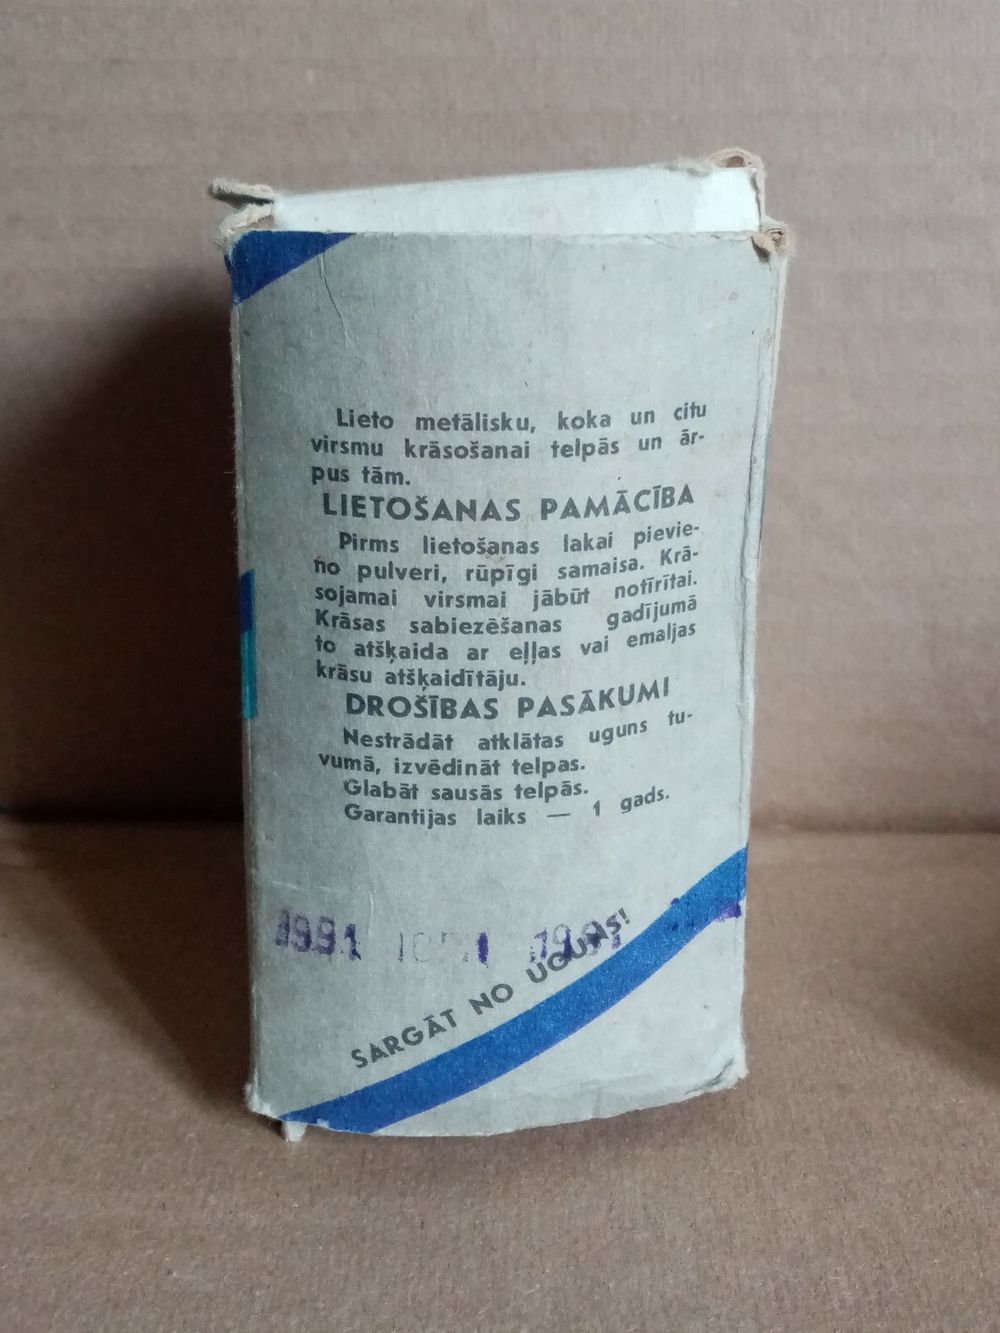 Lieto metālisku, koka un citu
virsmu krāsošanai telpās un ār-
pus tām.
LIETOŠANAS PAMĀCĪBA
Pirms lietošanas lakai pievie-
no pulveri, rūpīgi samaisa. Krā-
sojamai virsmai jābūt notīrītai.
Krāsas sabiezēšanas gadījumā
to atšķaida ar eļļas vai emaljas
krāsu atšķaidītāju.
DROŠĪBAS PASĀKUMI
Nestrādāt atklātas uguns tu-
vumā, izvēdināt telpas.
Glabāt sausās telpās.
Garantijas laiks — 1 gads.
1991 1991
SARGĀT NO UGUNS!